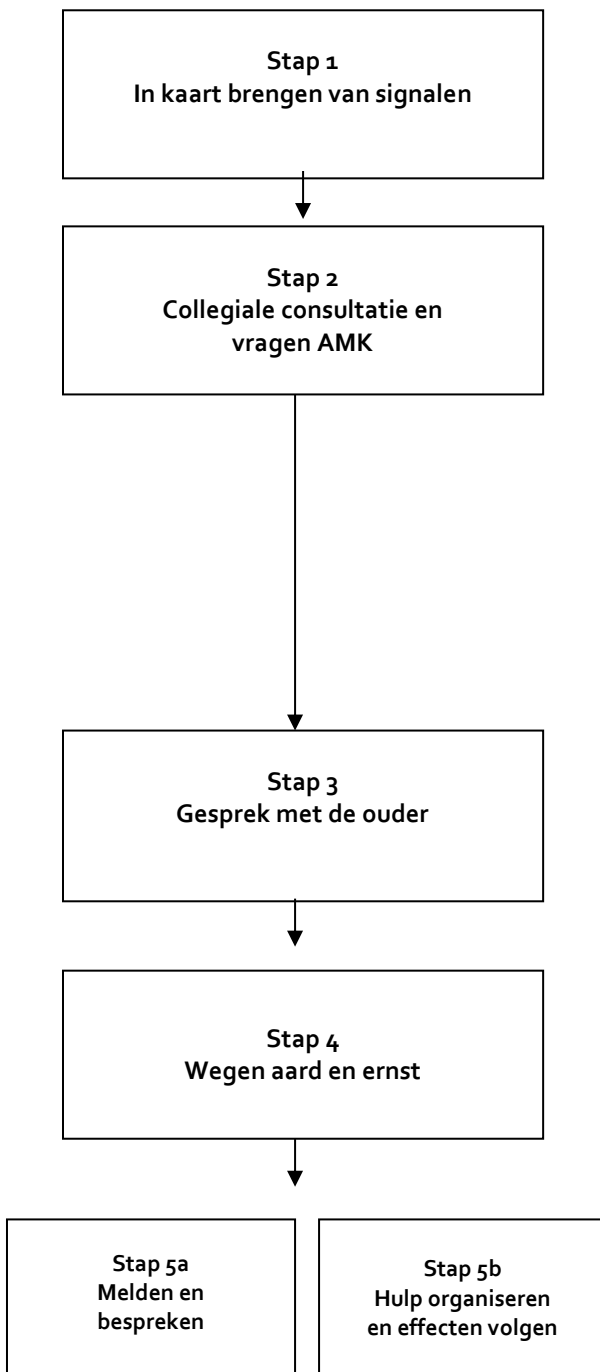 Stap 1
In kaart brengen van signalen
Stap 2
Collegiale consultatie en
vragen AMK
Stap 3
Gesprek met de ouder
Stap 4
Wegen aard en ernst
Stap 5a
Melden en
bespreken
Stap 5b
Hulp organiseren
en effecten volgen